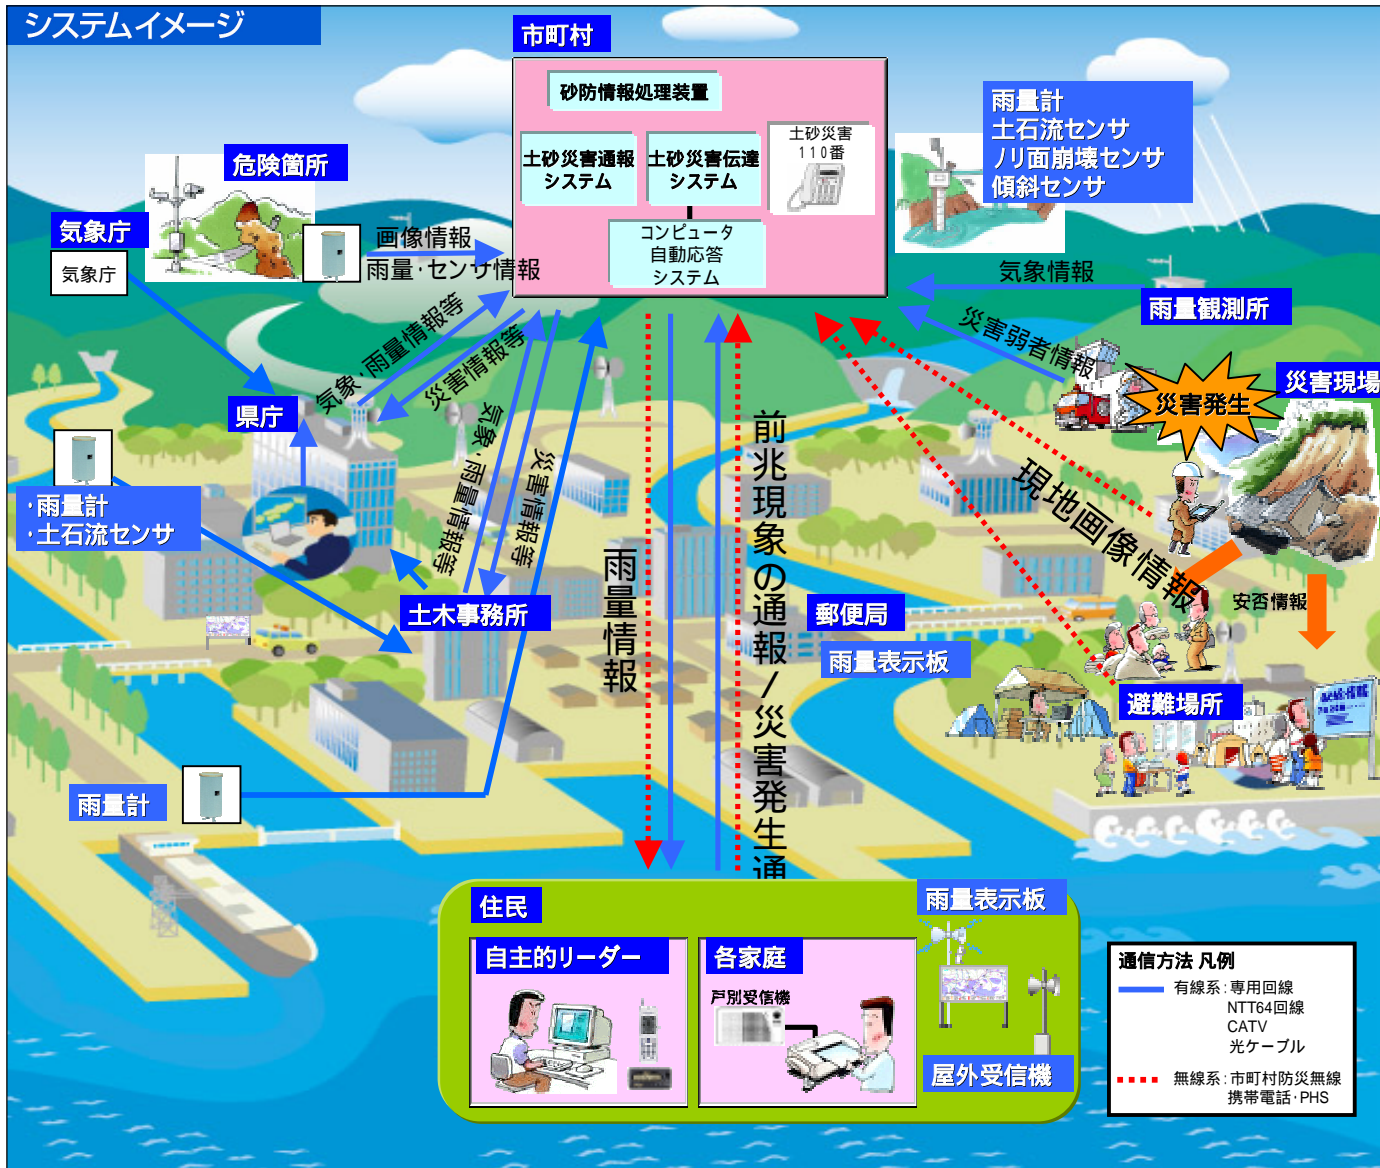 システムイメージ
市町村
砂防情報処理装置
土砂災害通報
システム
土砂災害伝達
システム
土砂災害
110番
コンピュータ
自動応答
システム
雨量計
土石流センサ
ノリ面崩壊センサ
傾斜センサ
危険箇所
気象庁
気象庁
画像情報
雨量・センサ情報
気象情報
雨量観測所
災害弱者情報
災害発生
災害現場
気象・雨量情報等
災害情報等
県庁
・雨量計
・土石流センサ
気象・雨量情報等
災害情報等
土木事務所
雨量情報
前兆現象の通報/災害発生通
現地画像情報
安否情報
郵便局
雨量表示板
避難場所
雨量計
住民
自主的リーダー
各家庭
戸別受信機
雨量表示板
屋外受信機
通信方法 凡例
有線系:専用回線
NTT64回線
CATV
光ケーブル
無線系:市町村防災無線
携帯電話・PHS